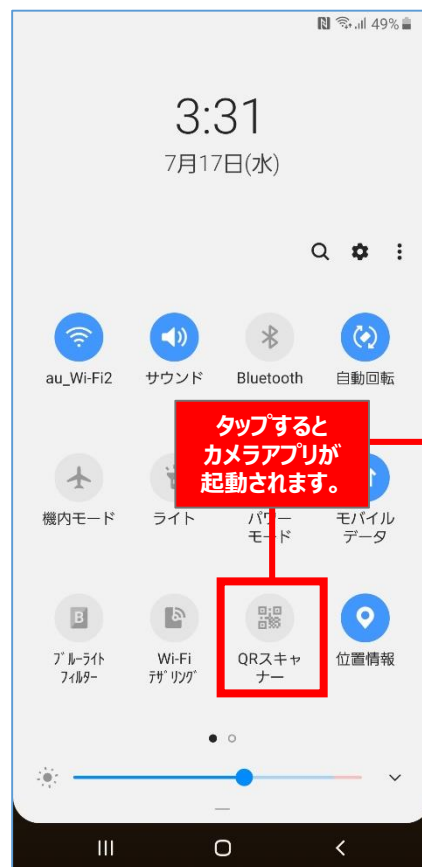 49%
3:31
7月17日(水)
au_Wi-Fi2
サウンド
Bluetooth
自動回転
タップすると
カメラアプリが
起動されます。
機内モード
ライト
パワー
モード
モバイル
データ
B
ﾌﾞﾙｰﾗｲﾄ
ﾌｨﾙﾀｰ
Wi-Fi
ﾃｻﾞﾘﾝｸﾞ
QRスキャ
ナー
位置情報